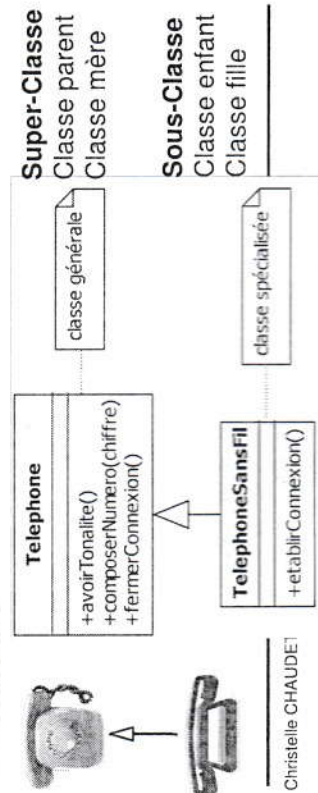 Telephone
+avoirTonalite()
+composerNumero(chiffre)
+fermerConnexion()
classe générale
Super-Classe
Classe parent
Classe mère
TelephoneSansFil
+etablirConnexion()
classe spécialisée
Sous-Classe
Classe enfant
Classe fille
Christelle CHAUDET